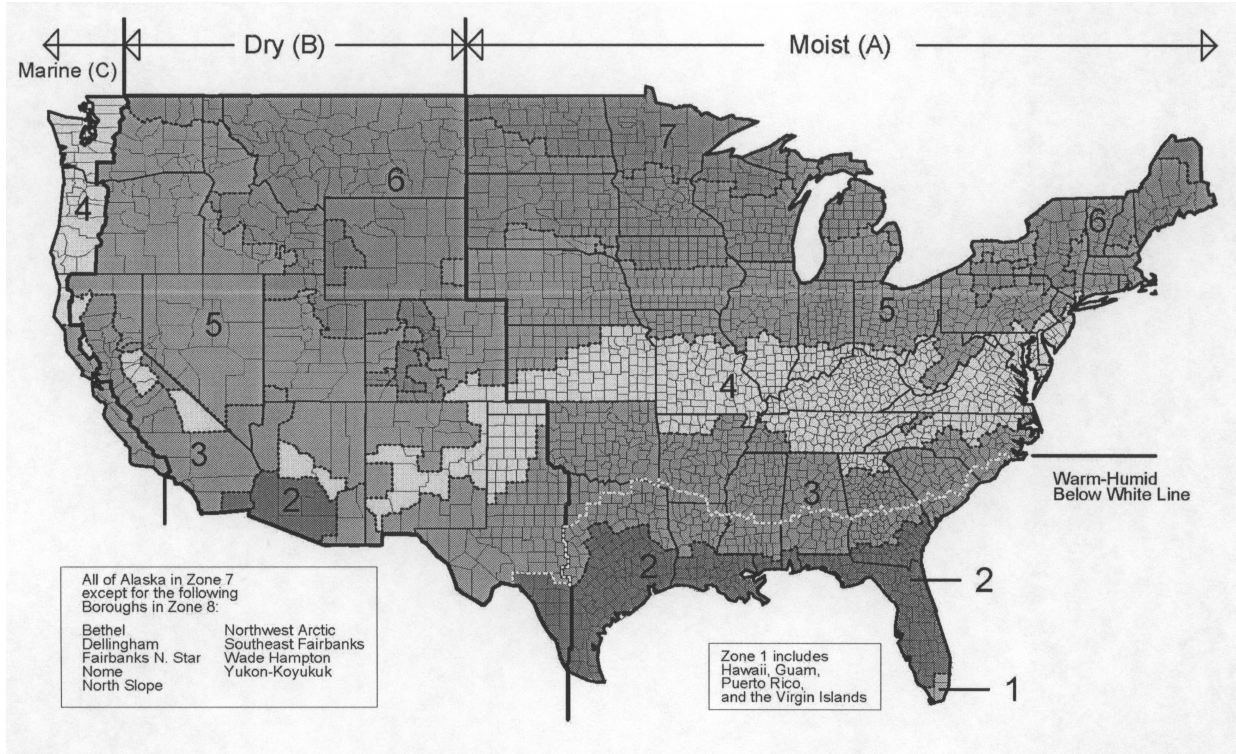 Marine (C)
Dry (B)
Moist (A)
7
6
4
6
5
5
4
3
3
2
2
2
1
Warm-Humid
Below White Line
All of Alaska in Zone 7
except for the following
Boroughs in Zone 8:
Bethel
Dellingham
Fairbanks N. Star
Nome
North Slope
Northwest Arctic
Southeast Fairbanks
Wade Hampton
Yukon-Koyukuk
Zone 1 includes
Hawaii, Guam,
Puerto Rico,
and the Virgin Islands